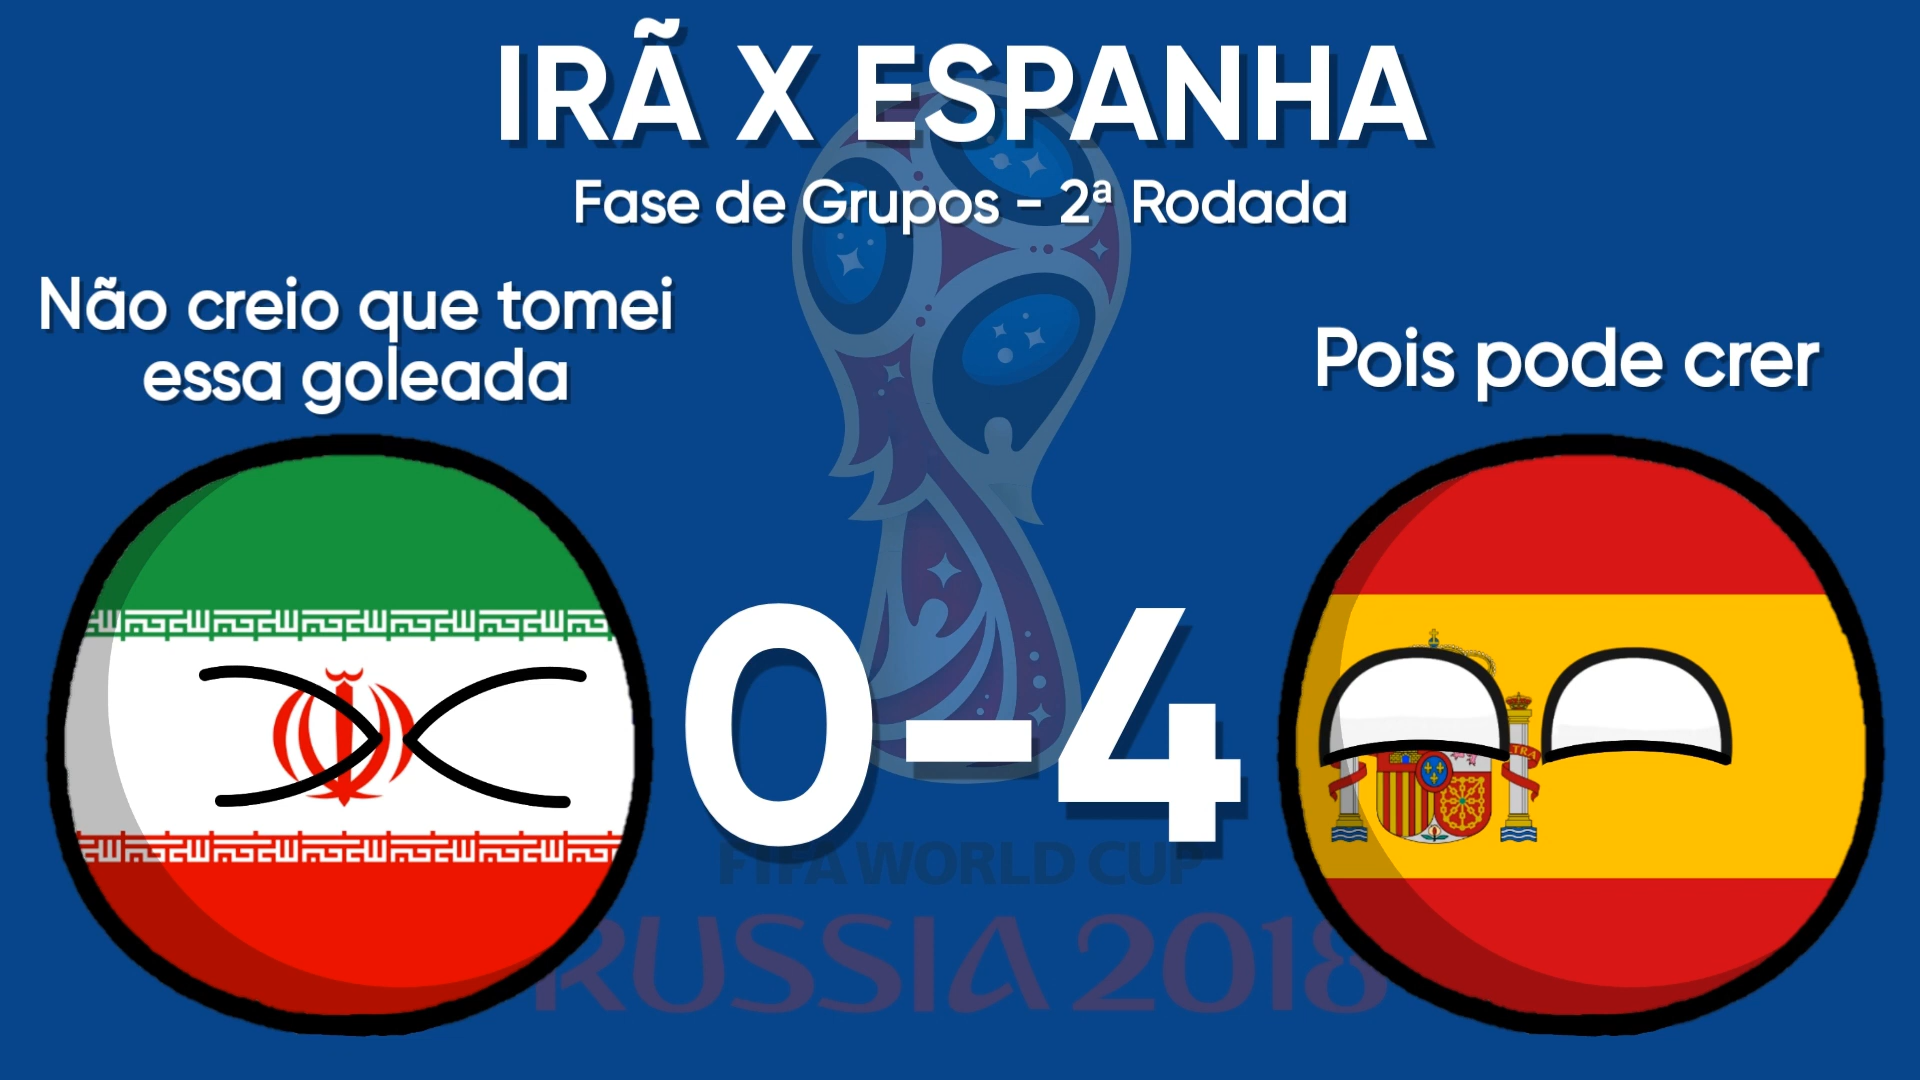 IRÃ X ESPANHA
Fase de Grupos - 2ª Rodada
Não creio que tomei
essa goleada
Pois pode crer
0-4
FIFA WORLD CUP
RUSSIA 2018
TRA